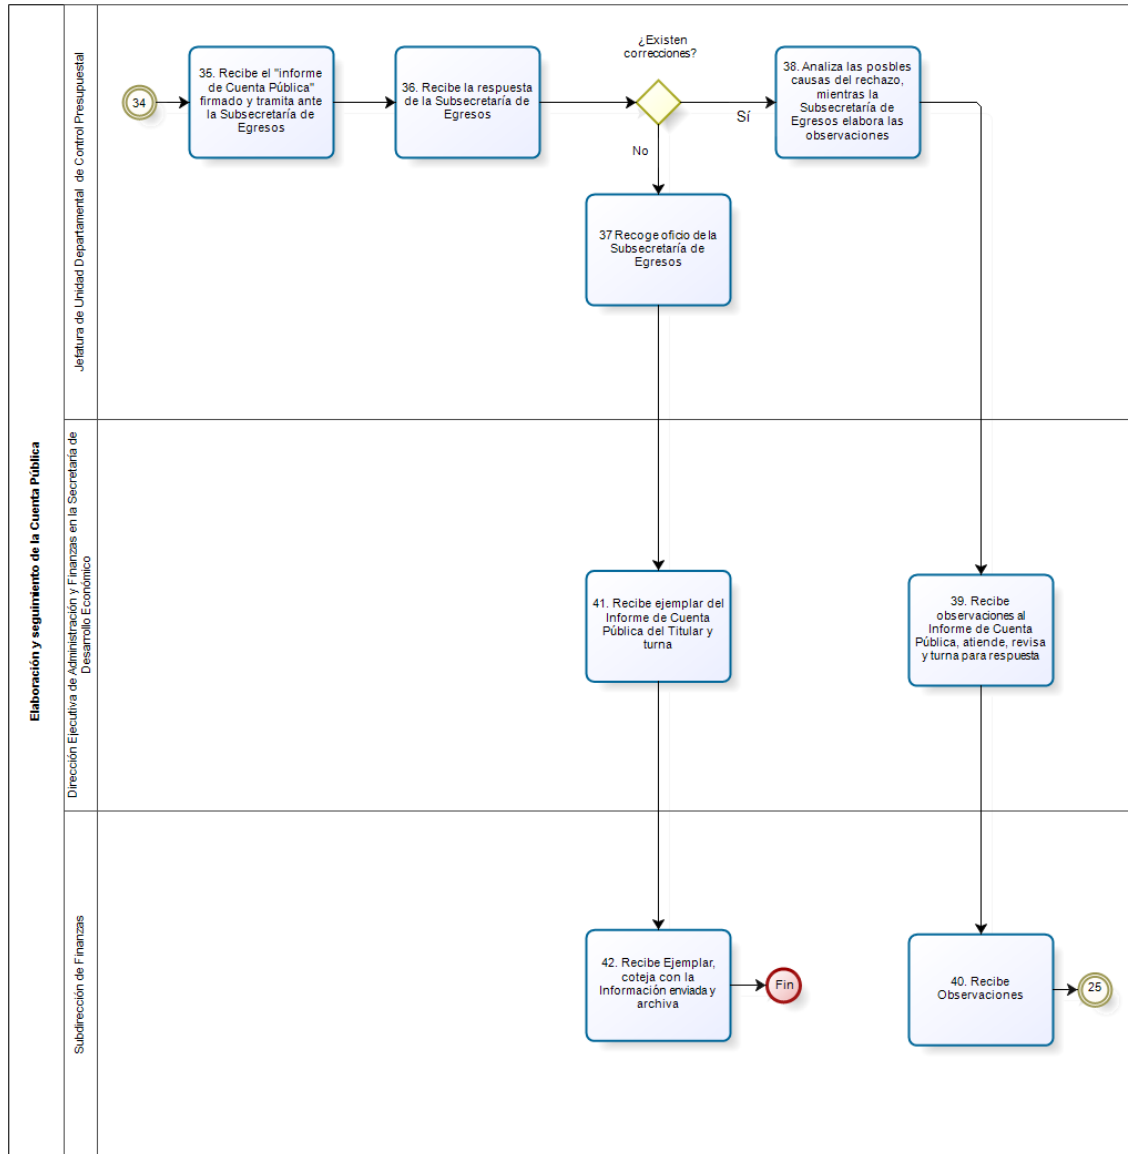 Elaboración y seguimiento de la Cuenta Pública
Jefatura de Unidad Departamental de Control Presupuestal
34
35. Recibe el "informe
de Cuenta Pública"
firmado y tramita ante
la Subsecretaría de
Egresos
36. Recibe la respuesta
de la Subsecretaría de
Egresos
¿Existen
correcciones?
Sí
No
38. Analiza las posbles
causas del rechazo,
mientras la
Subsecretaría de
Egresos elabora las
observaciones
37 Recoge oficio de la
Subsecretaría de
Egresos
Dirección Ejecutiva de Administración y Finanzas en la Secretaría de
Desarrollo Económico
41. Recibe ejemplar del
Informe de Cuenta
Pública del Titular y
turna
39. Recibe
observaciones al
Informe de Cuenta
Pública, atiende, revisa
y turna para respuesta
Subdirección de Finanzas
42. Recibe Ejemplar,
coteja con la
Información enviada y
archiva
Fin
40. Recibe
Observaciones
25